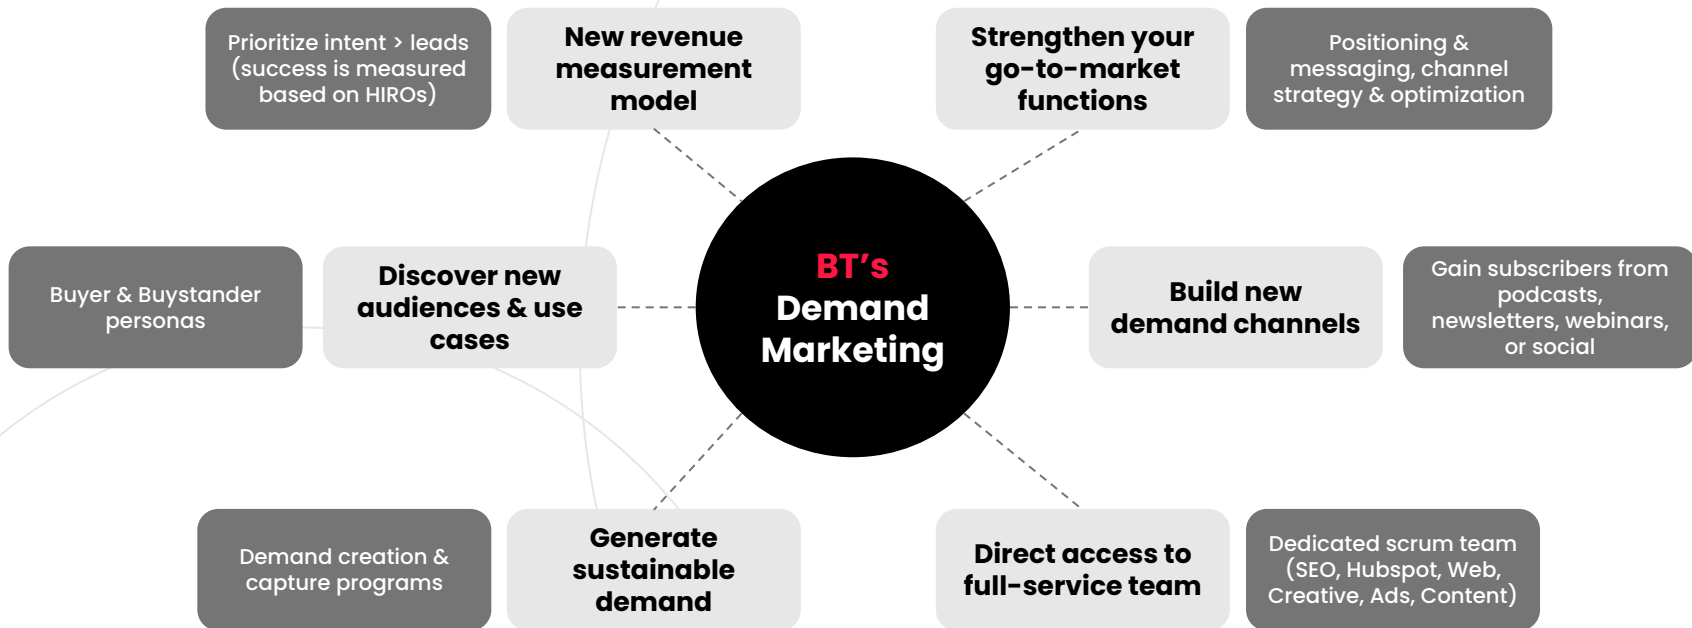 Prioritize intent > leads
(success is measured
based on HIROs)
New revenue
measurement
model
Strengthen your
go-to-market
functions
Positioning &
messaging, channel
strategy & optimization
Buyer & Buystander
personas
Discover new
audiences & use
cases
BT’s
Demand
Marketing
Build new
demand channels
Gain subscribers from
podcasts,
newsletters, webinars,
or social
Demand creation &
capture programs
Generate
sustainable
demand
Direct access to
full-service team
Dedicated scrum team
(SEO, Hubspot, Web,
Creative, Ads, Content)